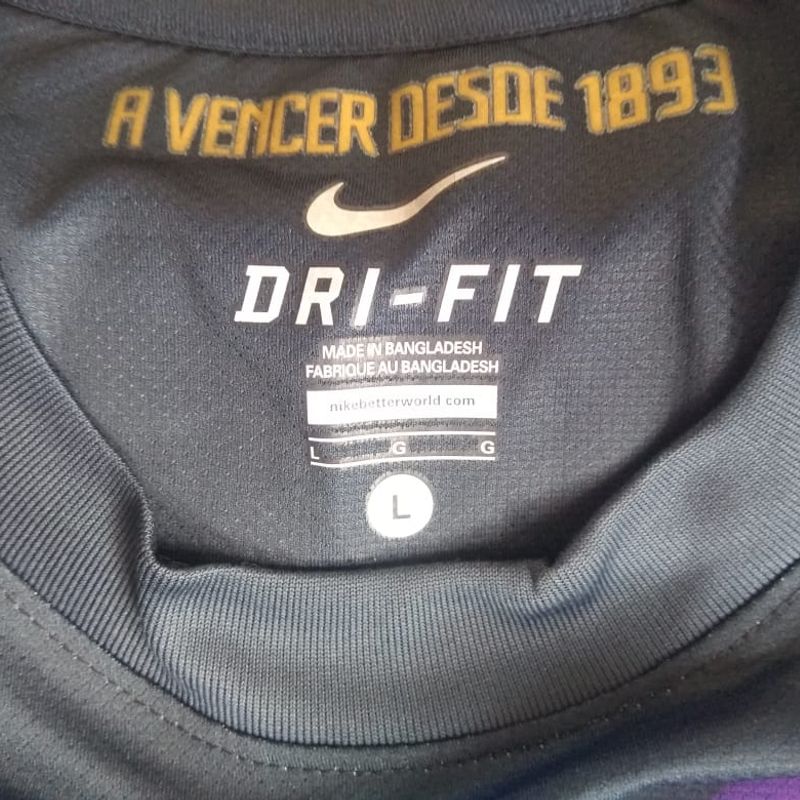 A VENCER DESDE 1893
DRI-FIT
MADE IN BANGLADESH
FABRIQUE AU BANGLADESH
nikebetterworld.com
L G G
L